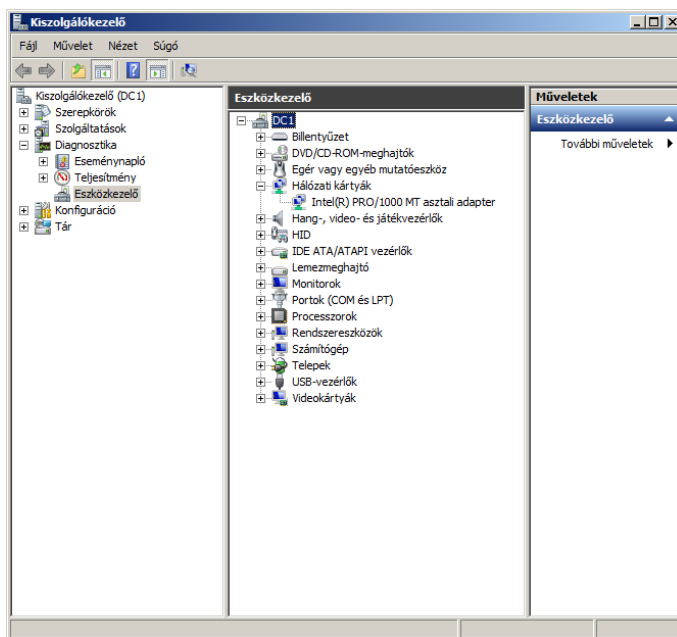 Kiszolgálókezelő
Fájl Művelet Nézet Súgó
Kiszolgálókezelő (DC1)
Szerepkörök
Szolgáltatások
Diagnosztika
Eseménynapló
Teljesítmény
Eszközkezelő
Konfiguráció
Tár
Eszközkezelő
DC1
Billentyűzet
DVD/CD-ROM-meghajtók
Egér vagy egyéb mutatóeszköz
Hálózati kártyák
Intel(R) PRO/1000 MT asztali adapter
Hang-, video- és játékvezérlők
HID
IDE ATA/ATAPI vezérlők
Lemezmeghajtó
Monitorok
Portok (COM és LPT)
Processzorok
Rendszereszközök
Számítógép
Telepek
USB-vezérlők
Videokártyák
Műveletek
Eszközkezelő
További műveletek